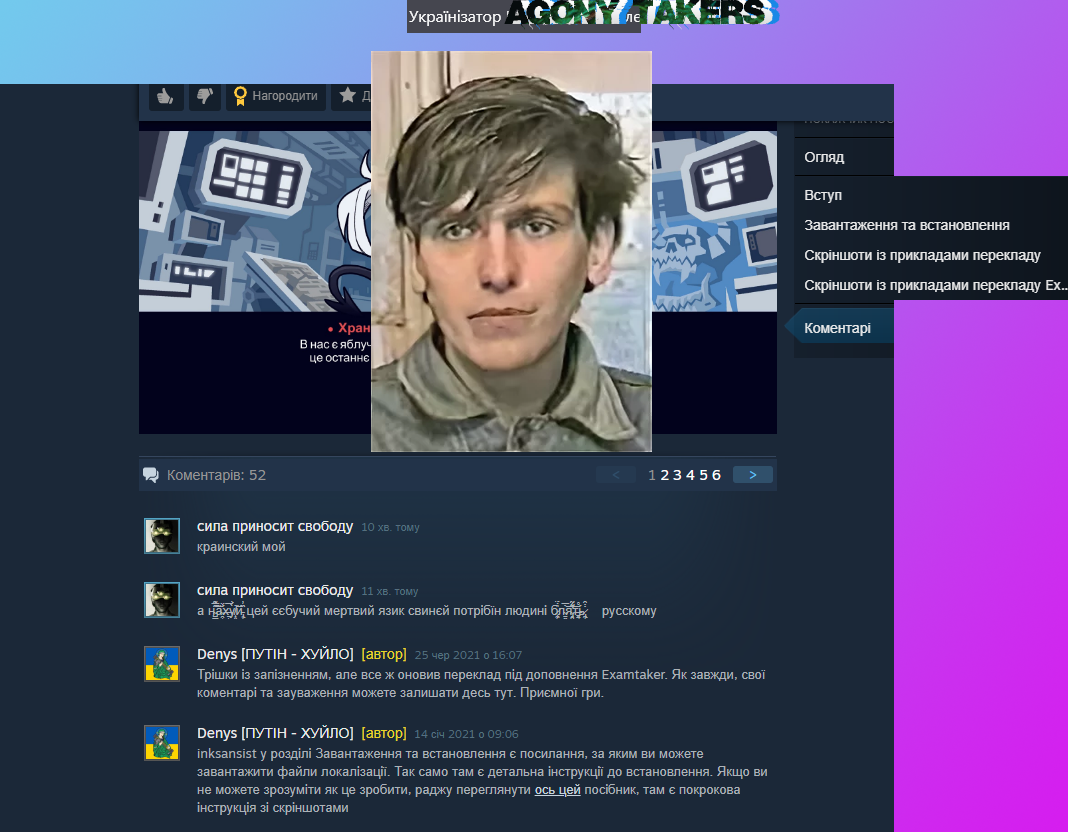 Українізатор
AGONY TAKERS
Нагородити
Д
Огляд
Вступ
Завантаження та встановлення
Скріншоти із прикладами перекладу
Скріншоти із прикладами перекладу Ex..
Коментарі
• Хран
В нас є яблуч
це останнє
Коментарів: 52
< 1 2 3 4 5 6 >
сила приносит свободу 10 хв. тому
краинский мой
сила приносит свободу 11 хв. тому
а нахуй цей єєбучий мертвий язик свинєй потрібїн людині блять русскому
Denys [ПУТІН - ХУЙЛО] [автор] 25 чер 2021 о 16:07
Трішки із запізненням, але все ж оновив переклад під доповнення Examtaker. Як завжди, свої
коментарі та зауваження можете залишати десь тут. Приємної гри.
Denys [ПУТІН - ХУЙЛО] [автор] 14 січ 2021 о 09:06
inksansist у розділі Завантаження та встановлення є посилання, за яким ви можете
завантажити файли локалізації. Так само там є детальна інструкції до встановлення. Якщо ви
не можете зрозуміти як це зробити, раджу переглянути ось цей посібник, там є покрокова
інструкція зі скріншотами